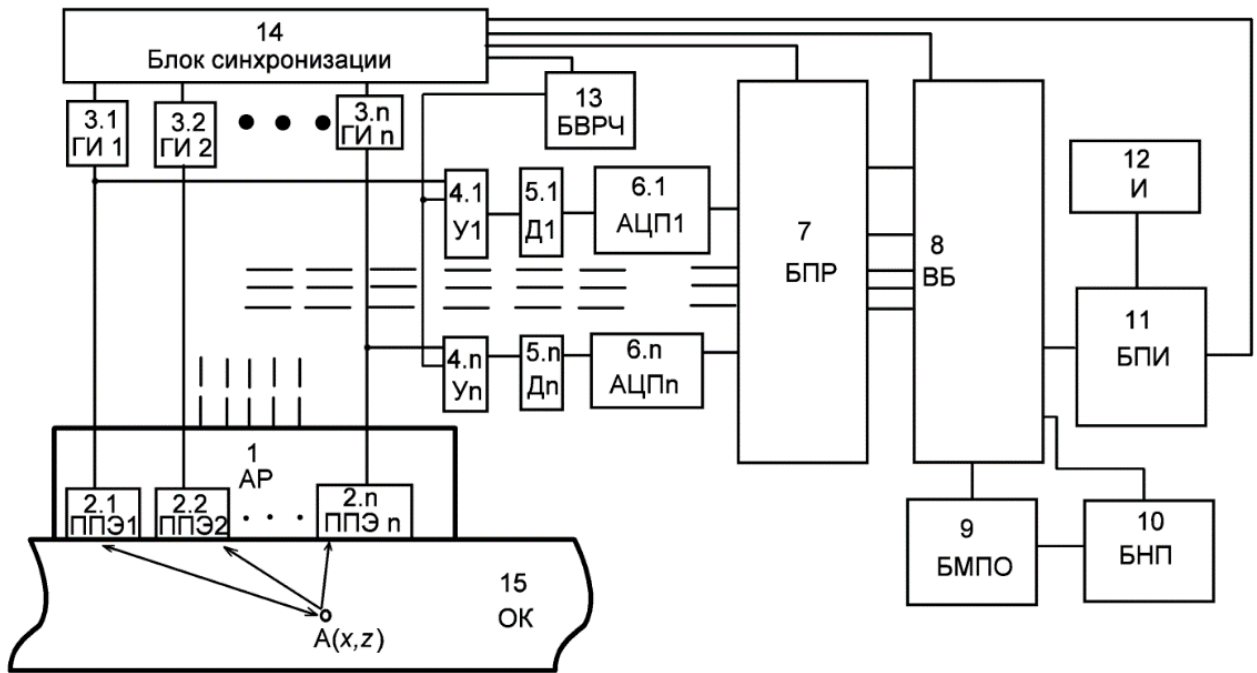 14
Блок синхронизации
3.1
ГИ 1
3.2
ГИ 2
3.n
ГИ n
13
БВРЧ
4.1
У1
5.1
Д1
6.1
АЦП1
7
БПР
8
ВБ
12
И
11
БПИ
4.n
Уn
5.n
Дn
6.n
АЦПn
1
АР
2.1
ППЭ1
2.2
ППЭ2
2.n
ППЭ n
9
БМПО
10
БНП
15
ОК
A(x,z)